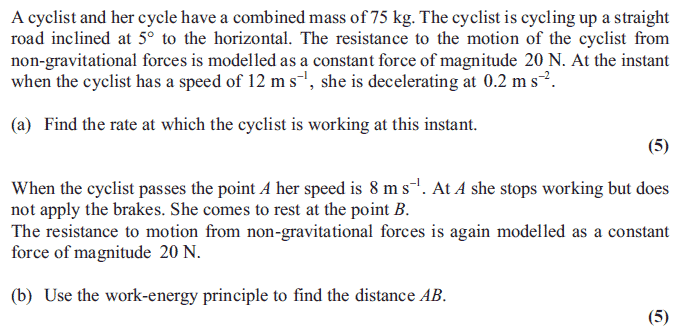 A cyclist and her cycle have a combined mass of 75 kg. The cyclist is cycling up a straight
road inclined at 5° to the horizontal. The resistance to the motion of the cyclist from
non-gravitational forces is modelled as a constant force of magnitude 20 N. At the instant
when the cyclist has a speed of 12 m s⁻¹, she is decelerating at 0.2 m s⁻².
(a) Find the rate at which the cyclist is working at this instant.
(5)
When the cyclist passes the point A her speed is 8 m s⁻¹. At A she stops working but does
not apply the brakes. She comes to rest at the point B.
The resistance to motion from non-gravitational forces is again modelled as a constant
force of magnitude 20 N.
(b) Use the work-energy principle to find the distance AB.
(5)